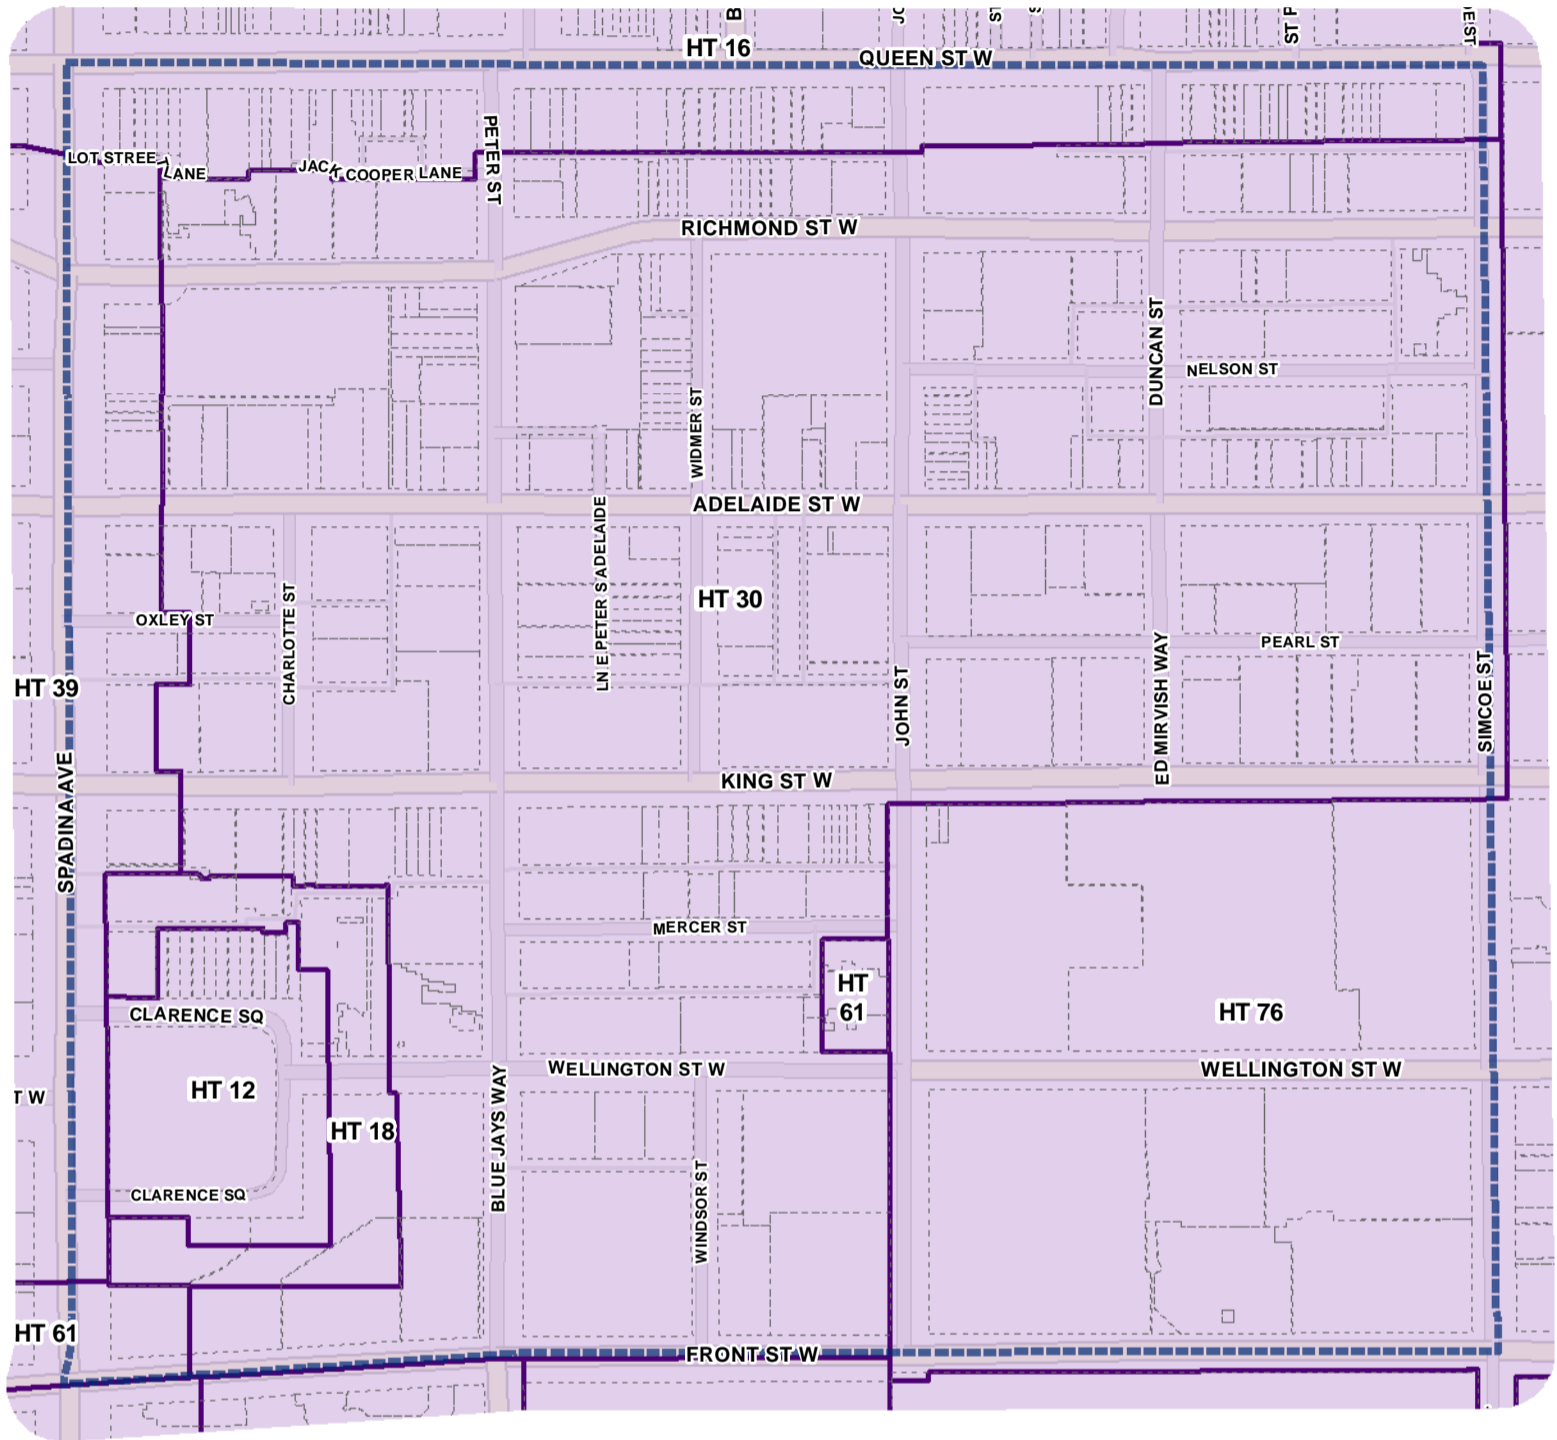 HT 16
QUEEN ST W
ST P
PETER ST
LOT STREET LANE
JACK COOPER LANE
RICHMOND ST W
DUNCAN ST
NELSON ST
WIDMER ST
ADELAIDE ST W
LN E PETER S ADELAIDE
HT 30
CHARLOTTE ST
OXLEY ST
PEARL ST
HT 39
JOHN ST
ED MIRVISH WAY
SIMCOE ST
SPADINA AVE
KING ST W
MERCER ST
HT
61
HT 76
CLARENCE SQ
WELLINGTON ST W
WELLINGTON ST W
HT 12
T W
HT 18
BLUE JAYS WAY
WINDSOR ST
CLARENCE SQ
HT 61
FRONT ST W